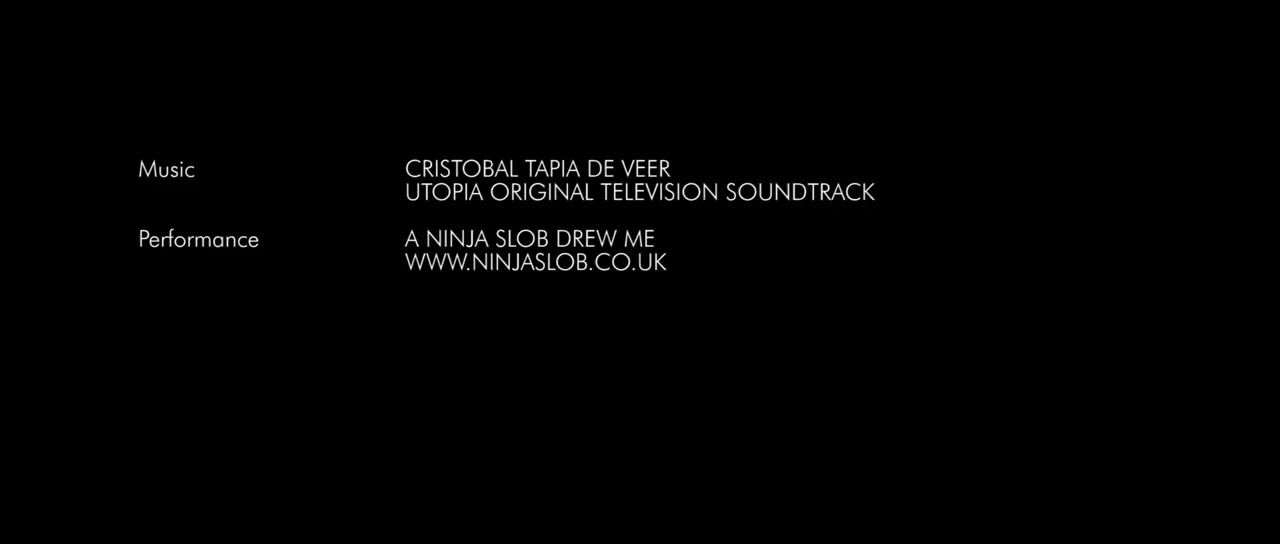 Music CRISTOBAL TAPIA DE VEER
UTOPIA ORIGINAL TELEVISION SOUNDTRACK
Performance A NINJA SLOB DREW ME
WWW.NINJASLOB.CO.UK